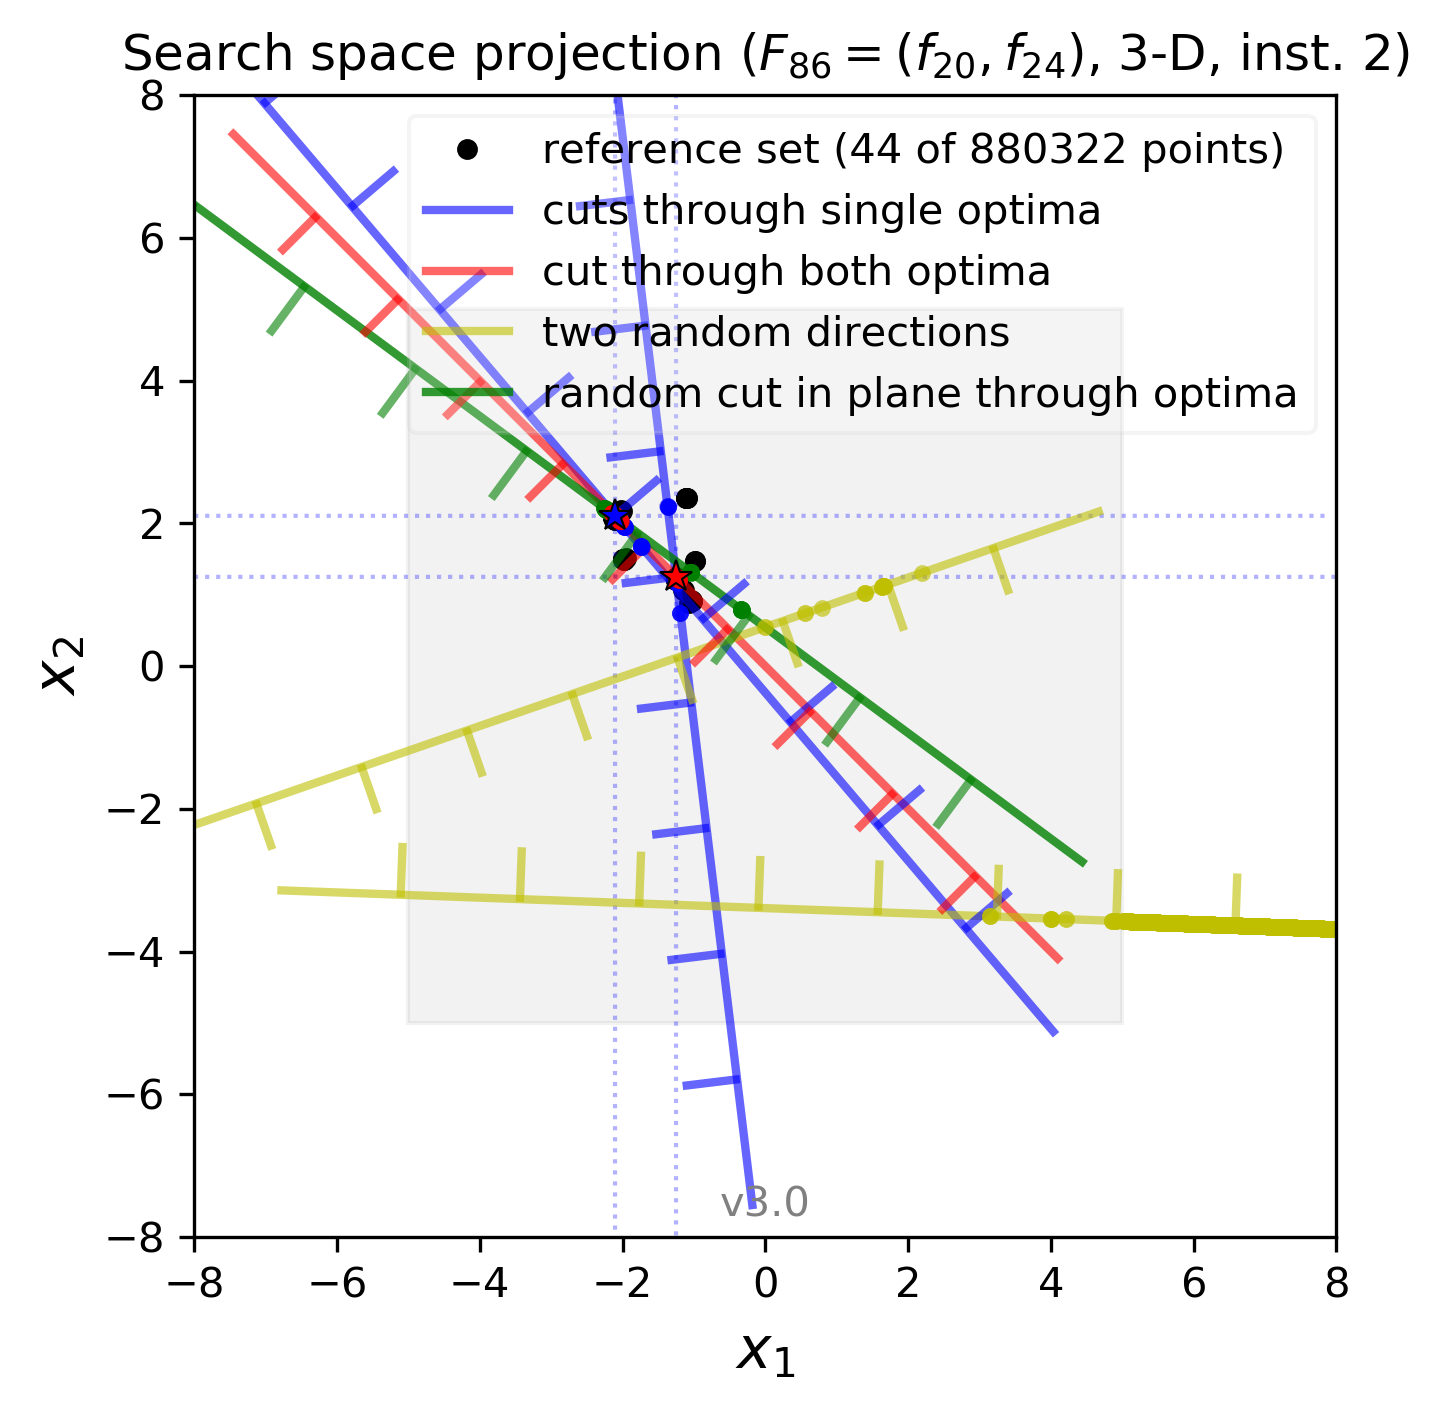 Search space projection (F₈₆ = (f₂₀, f₂₄), 3-D, inst. 2)
8
6
4
2
0
−2
−4
−6
−8
x₂
reference set (44 of 880322 points)
cuts through single optima
cut through both optima
two random directions
random cut in plane through optima
v3.0
−8 −6 −4 −2 0 2 4 6 8
x₁